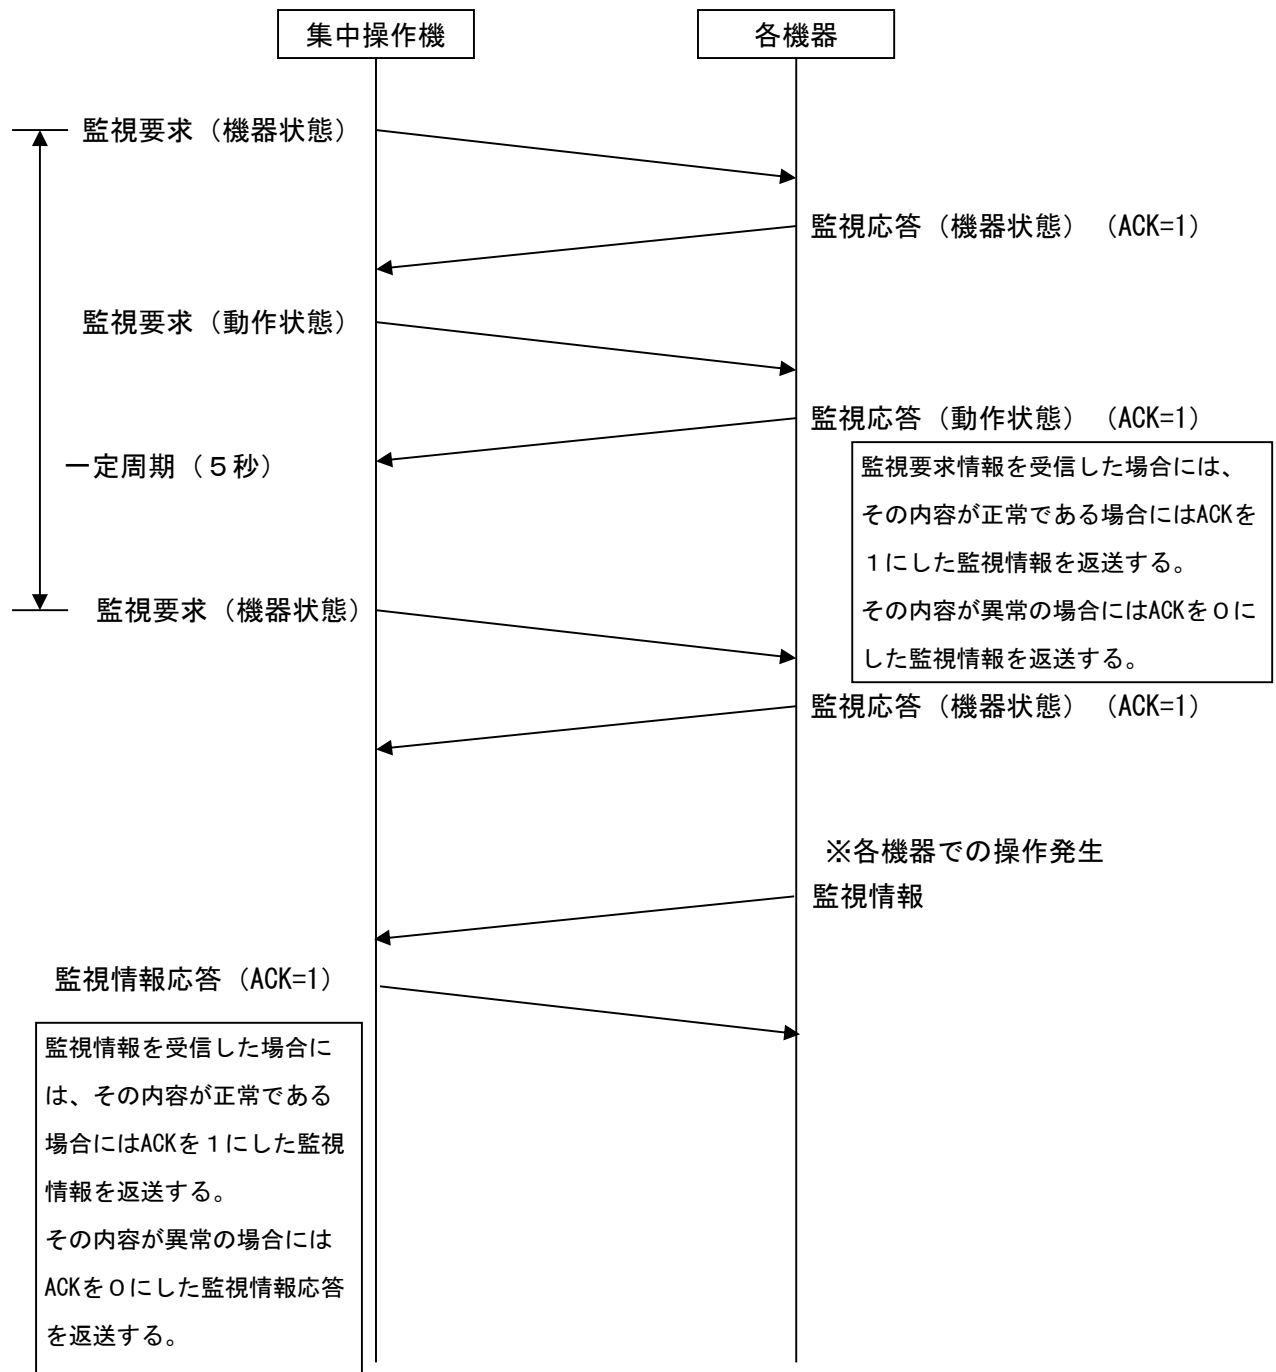 集中操作機
各機器
監視要求（機器状態）
監視応答（機器状態）（ACK=1）
監視要求（動作状態）
監視応答（動作状態）（ACK=1）
一定周期（５秒）
監視要求情報を受信した場合には、
その内容が正常である場合にはACKを
１にした監視情報を返送する。
その内容が異常の場合にはACKを０に
した監視情報を返送する。
監視要求（機器状態）
監視応答（機器状態）（ACK=1）
※各機器での操作発生
監視情報
監視情報応答（ACK=1）
監視情報を受信した場合に
は、その内容が正常である
場合にはACKを１にした監視
情報を返送する。
その内容が異常の場合には
ACKを０にした監視情報応答
を返送する。